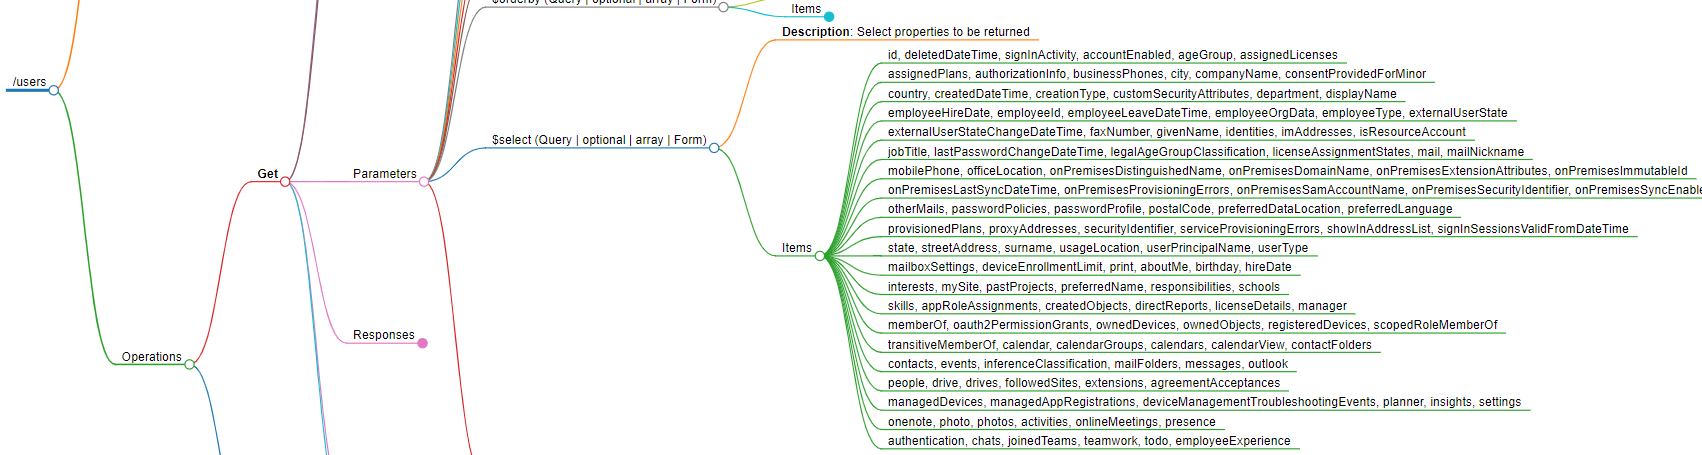 $orderby (Query | optional | array | Form)
Items
Description: Select properties to be returned
id, deletedDateTime, signInActivity, accountEnabled, ageGroup, assignedLicenses
assignedPlans, authorizationInfo, businessPhones, city, companyName, consentProvidedForMinor
/users
country, createdDateTime, creationType, customSecurityAttributes, department, displayName
employeeHireDate, employeeId, employeeLeaveDateTime, employeeOrgData, employeeType, externalUserState
externalUserStateChangeDateTime, faxNumber, givenName, identities, imAddresses, isResourceAccount
$select (Query | optional | array | Form)
jobTitle, lastPasswordChangeDateTime, legalAgeGroupClassification, licenseAssignmentStates, mail, mailNickname
mobilePhone, officeLocation, onPremisesDistinguishedName, onPremisesDomainName, onPremisesExtensionAttributes, onPremisesImmutableId
Get
Parameters
onPremisesLastSyncDateTime, onPremisesProvisioningErrors, onPremisesSamAccountName, onPremisesSecurityIdentifier, onPremisesSyncEnable
otherMails, passwordPolicies, passwordProfile, postalCode, preferredDataLocation, preferredLanguage
provisionedPlans, proxyAddresses, securityIdentifier, serviceProvisioningErrors, showInAddressList, signInSessionsValidFromDateTime
Items
state, streetAddress, surname, usageLocation, userPrincipalName, userType
mailboxSettings, deviceEnrollmentLimit, print, aboutMe, birthday, hireDate
interests, mySite, pastProjects, preferredName, responsibilities, schools
skills, appRoleAssignments, createdObjects, directReports, licenseDetails, manager
memberOf, oauth2PermissionGrants, ownedDevices, ownedObjects, registeredDevices, scopedRoleMemberOf
Responses
transitiveMemberOf, calendar, calendarGroups, calendars, calendarView, contactFolders
Operations
contacts, events, inferenceClassification, mailFolders, messages, outlook
people, drive, drives, followedSites, extensions, agreementAcceptances
managedDevices, managedAppRegistrations, deviceManagementTroubleshootingEvents, planner, insights, settings
onenote, photo, photos, activities, onlineMeetings, presence
authentication, chats, joinedTeams, teamwork, todo, employeeExperience